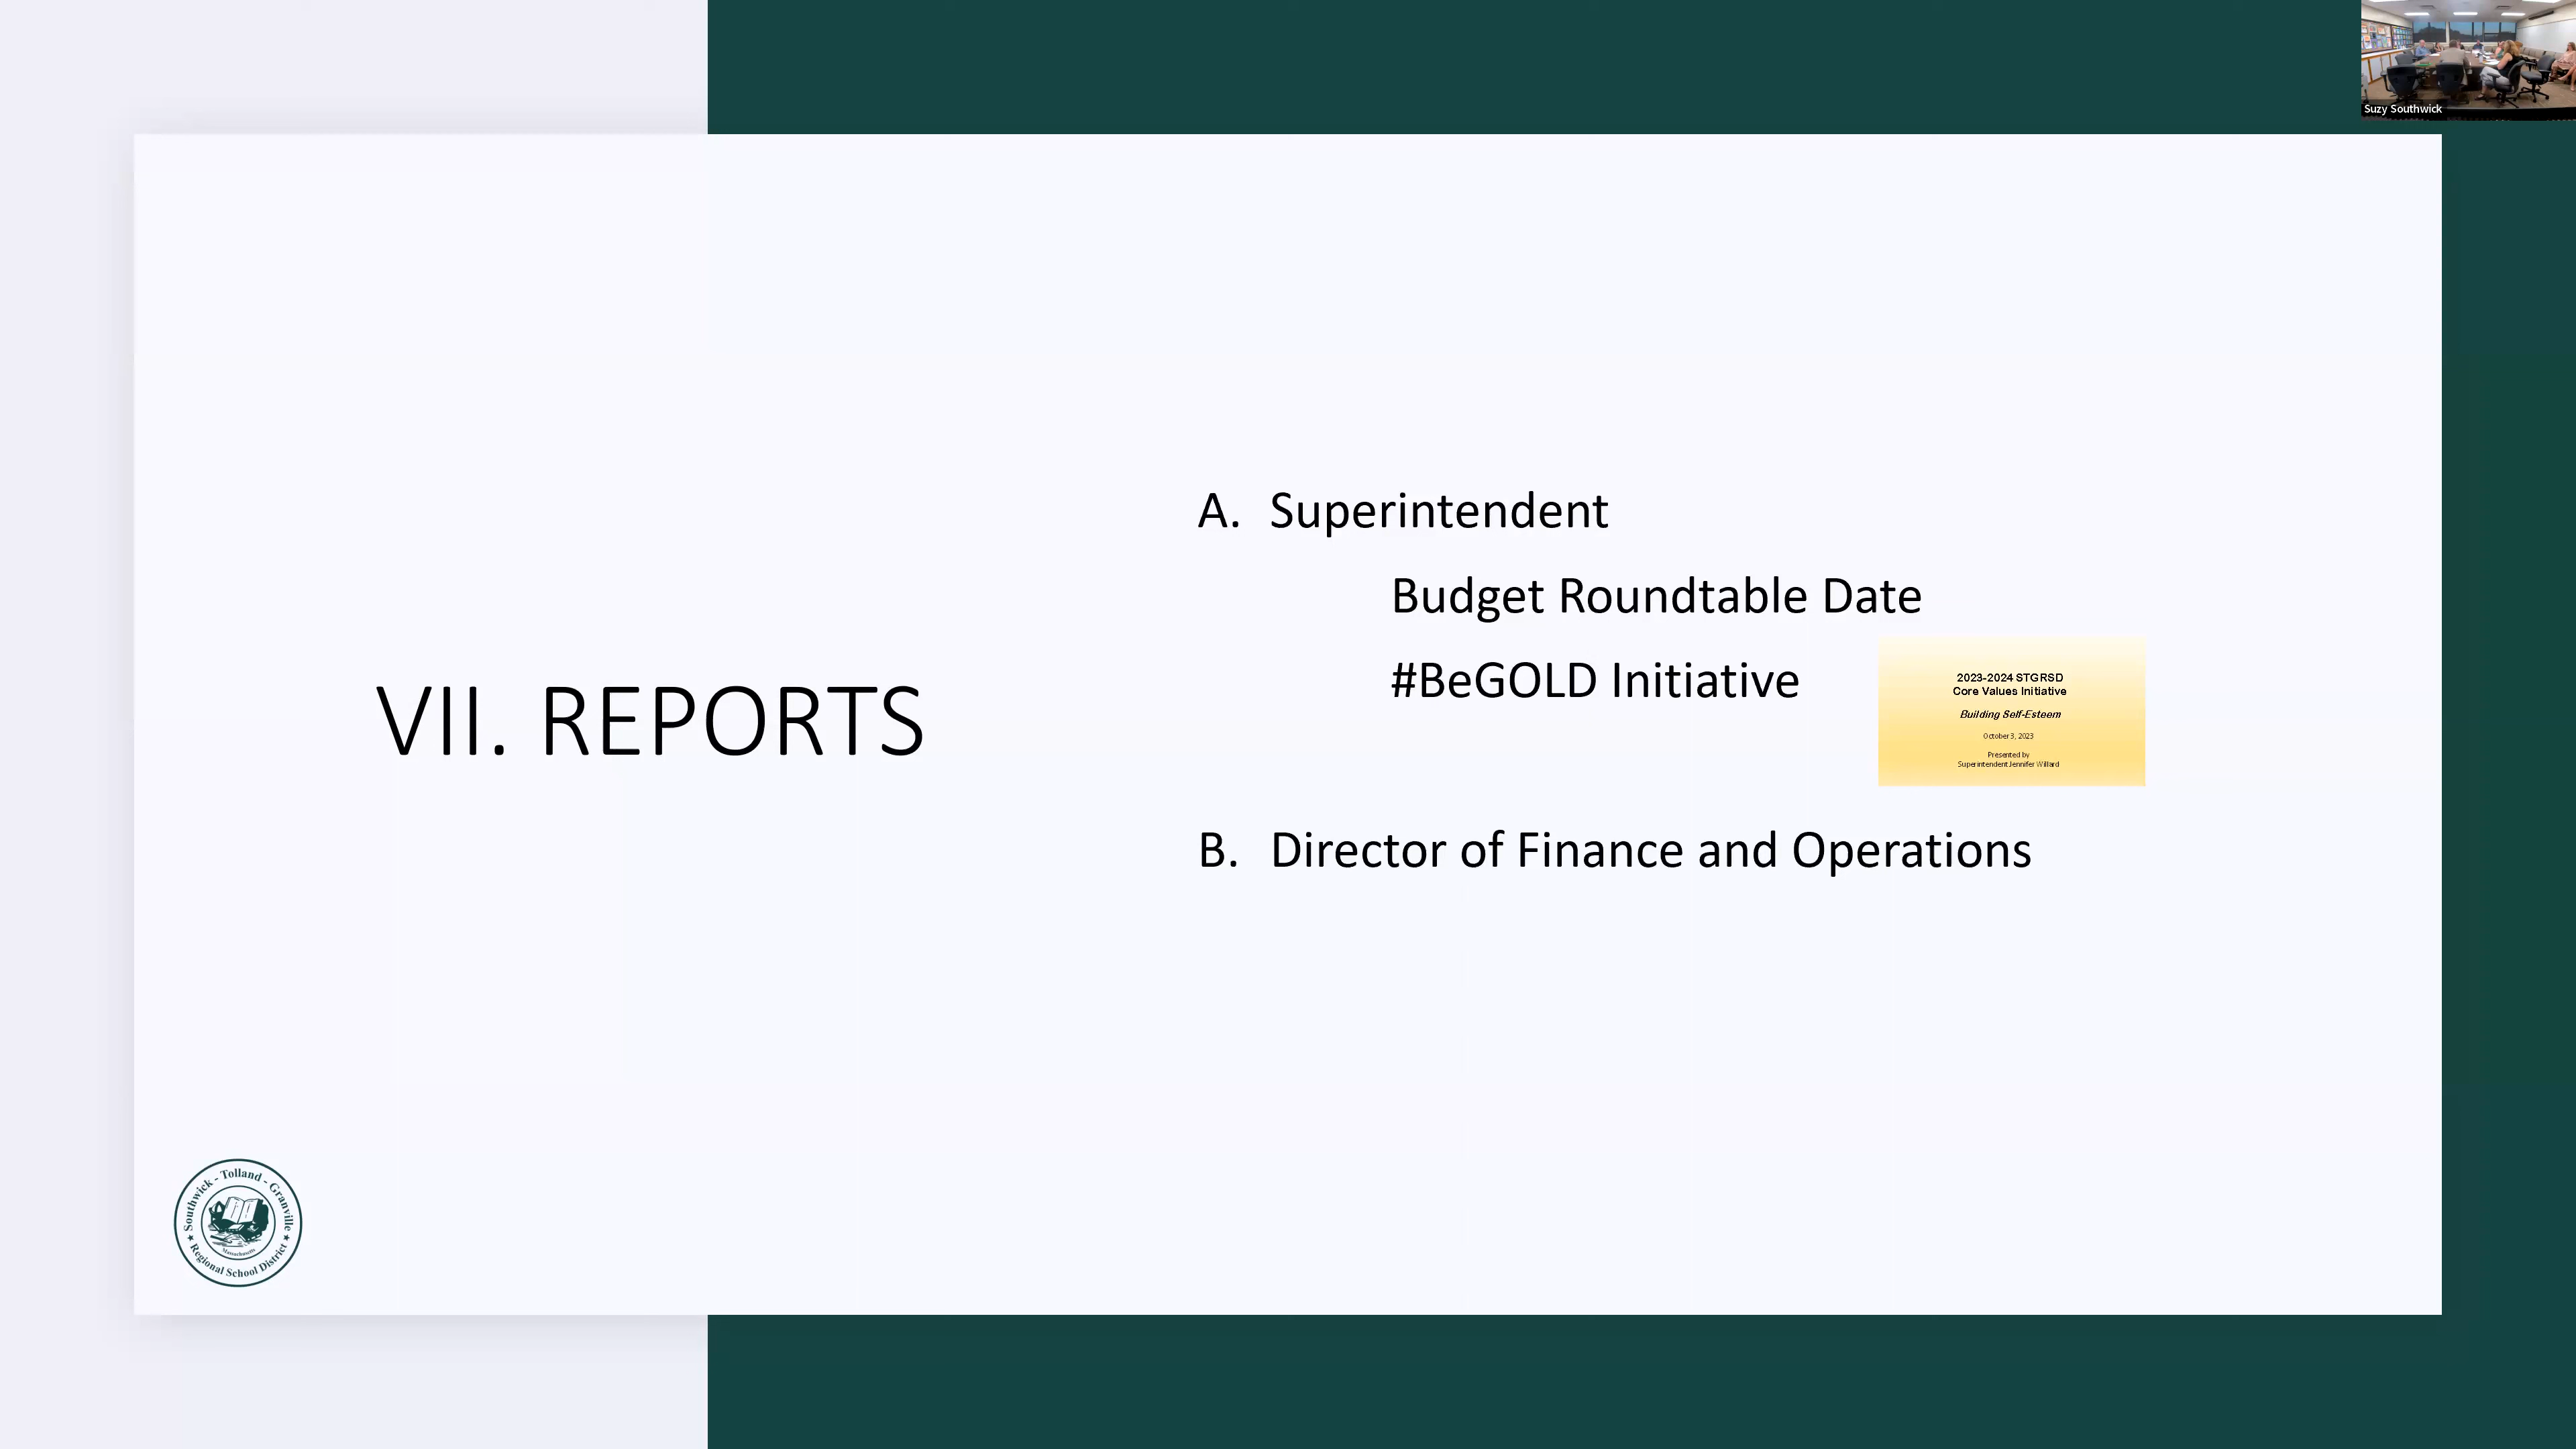 Suzy Southwick
VII. REPORTS
A. Superintendent
Budget Roundtable Date
#BeGOLD Initiative
2023-2024 STGRSD
Core Values Initiative
Building Self-Esteem
October 3, 2023
Presented by
Superintendent Jennifer Willard
B. Director of Finance and Operations
Southwick - Tolland - Granville
★ Regional School District ★
Massachusetts